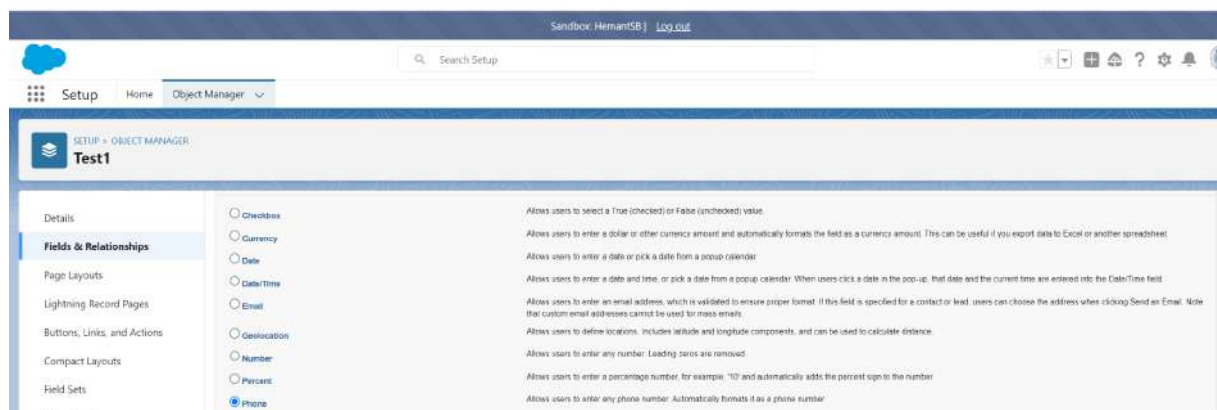 Sandbox: HemantSB | Log out
Search Setup
Setup Home Object Manager
SETUP > OBJECT MANAGER
Test1
Details
Fields & Relationships
Page Layouts
Lightning Record Pages
Buttons, Links, and Actions
Compact Layouts
Field Sets
Checkbox Allows users to select a True (checked) or False (unchecked) value.
Currency Allows users to enter a dollar or other currency amount and automatically formats the field as a currency amount. This can be useful if you export data to Excel or another spreadsheet.
Date Allows users to enter a date or pick a date from a popup calendar.
Date/Time Allows users to enter a date and time, or pick a date from a popup calendar. When users click a date in the pop-up, that date and the current time are entered into the Date/Time field.
Email Allows users to enter an email address, which is validated to ensure proper format. If this field is specified for a contact or lead, users can choose the address when clicking Send an Email. Note
that custom email addresses cannot be used for mass emails.
Geolocation Allows users to define locations. Includes latitude and longitude components, and can be used to calculate distance.
Number Allows users to enter any number. Leading zeros are removed.
Percent Allows users to enter a percentage number, for example, '10' and automatically adds the percent sign to the number.
Phone Allows users to enter any phone number. Automatically formats it as a phone number.